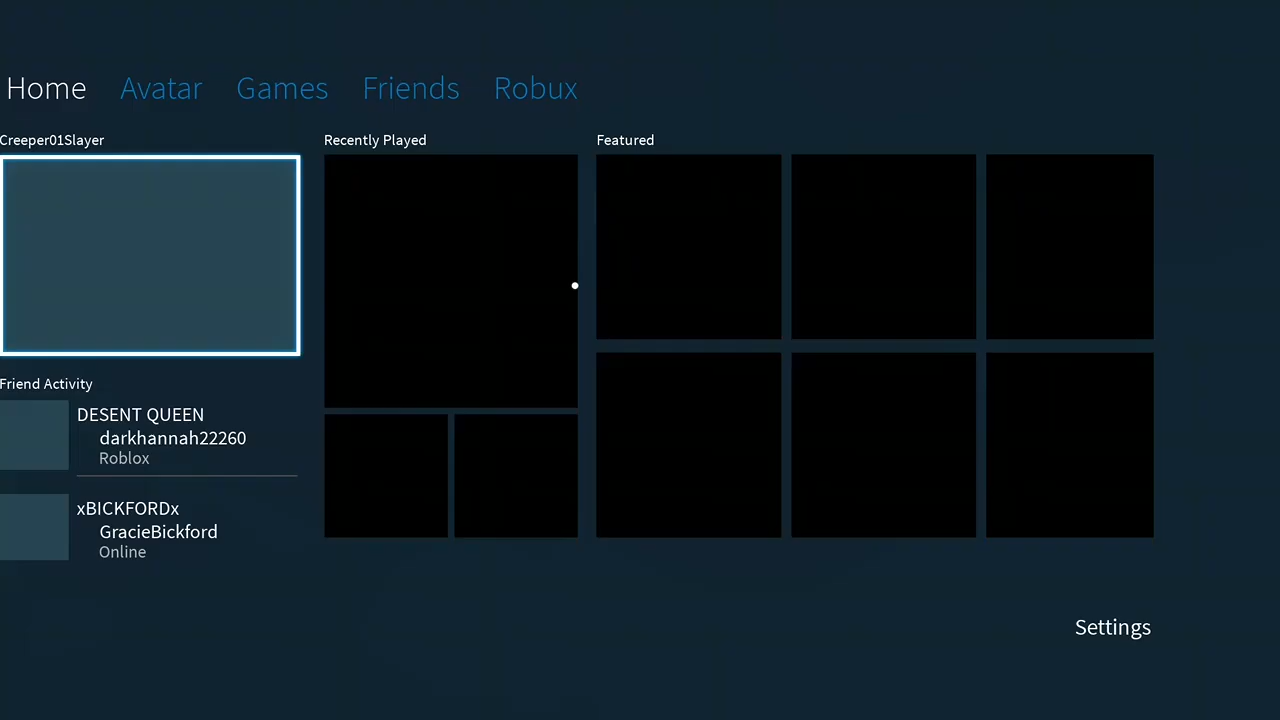 Home Avatar Games Friends Robux
Creeper01Slayer
Recently Played
Featured
Friend Activity
DESENT QUEEN
darkhannah22260
Roblox
xBICKFORDx
GracieBickford
Online
Settings